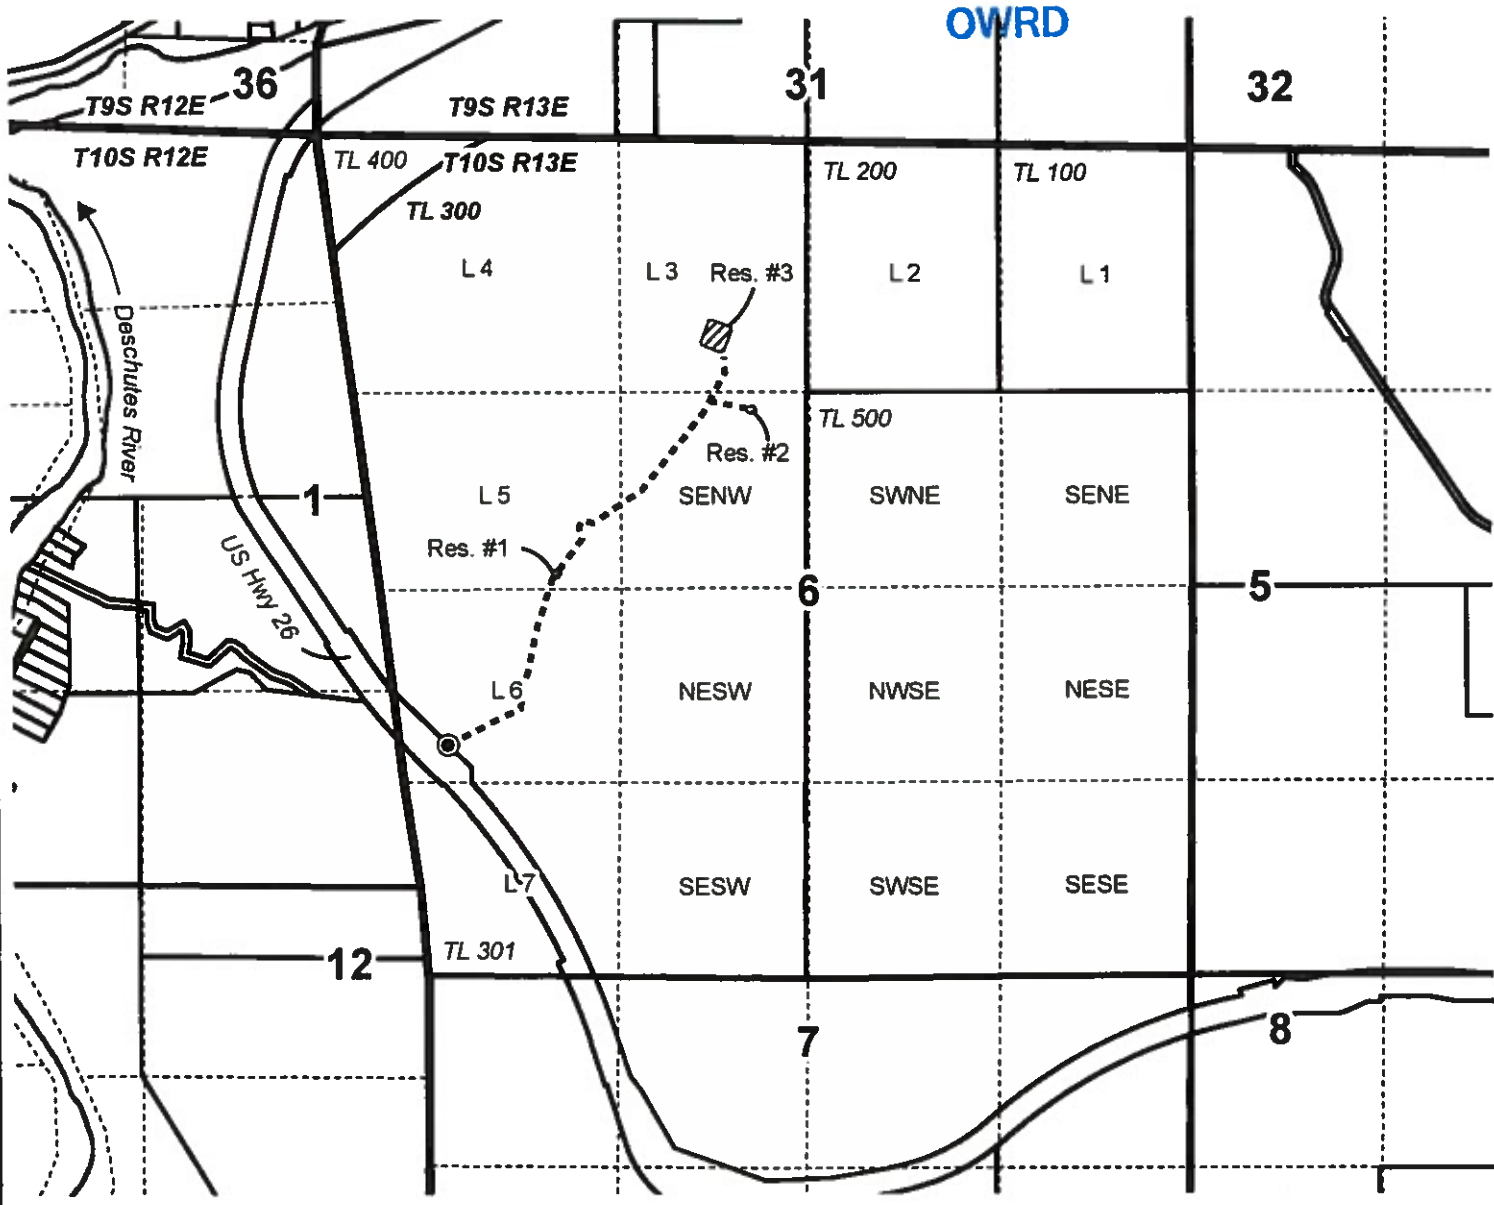 OWRD
36
31
32
T9S R12E
T9S R13E
T10S R12E
TL 400
T10S R13E
TL 200
TL 100
TL 300
L 4
L 3
Res. #3
L 2
L 1
Deschutes River
TL 500
Res. #2
L 5
SENW
SWNE
SENE
1
Res. #1
US Hwy 26
6
5
L 6
NESW
NWSE
NESE
L 7
SESW
SWSE
SESE
TL 301
12
7
8